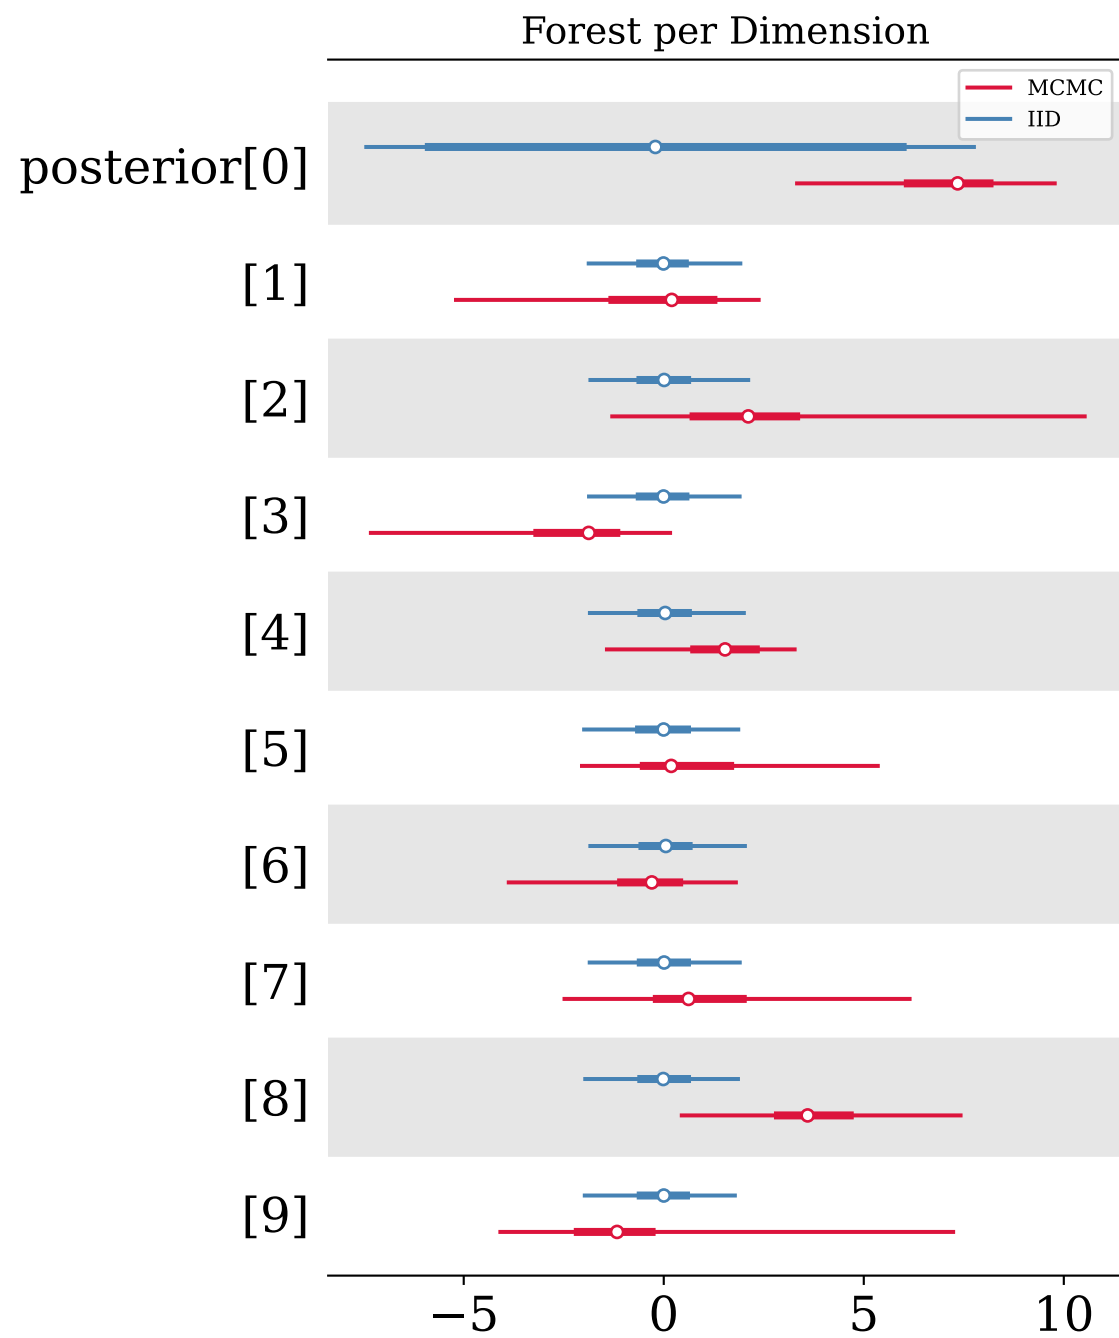 Forest per Dimension
MCMC
IID
posterior[0]
[1]
[2]
[3]
[4]
[5]
[6]
[7]
[8]
[9]
−5 0 5 10